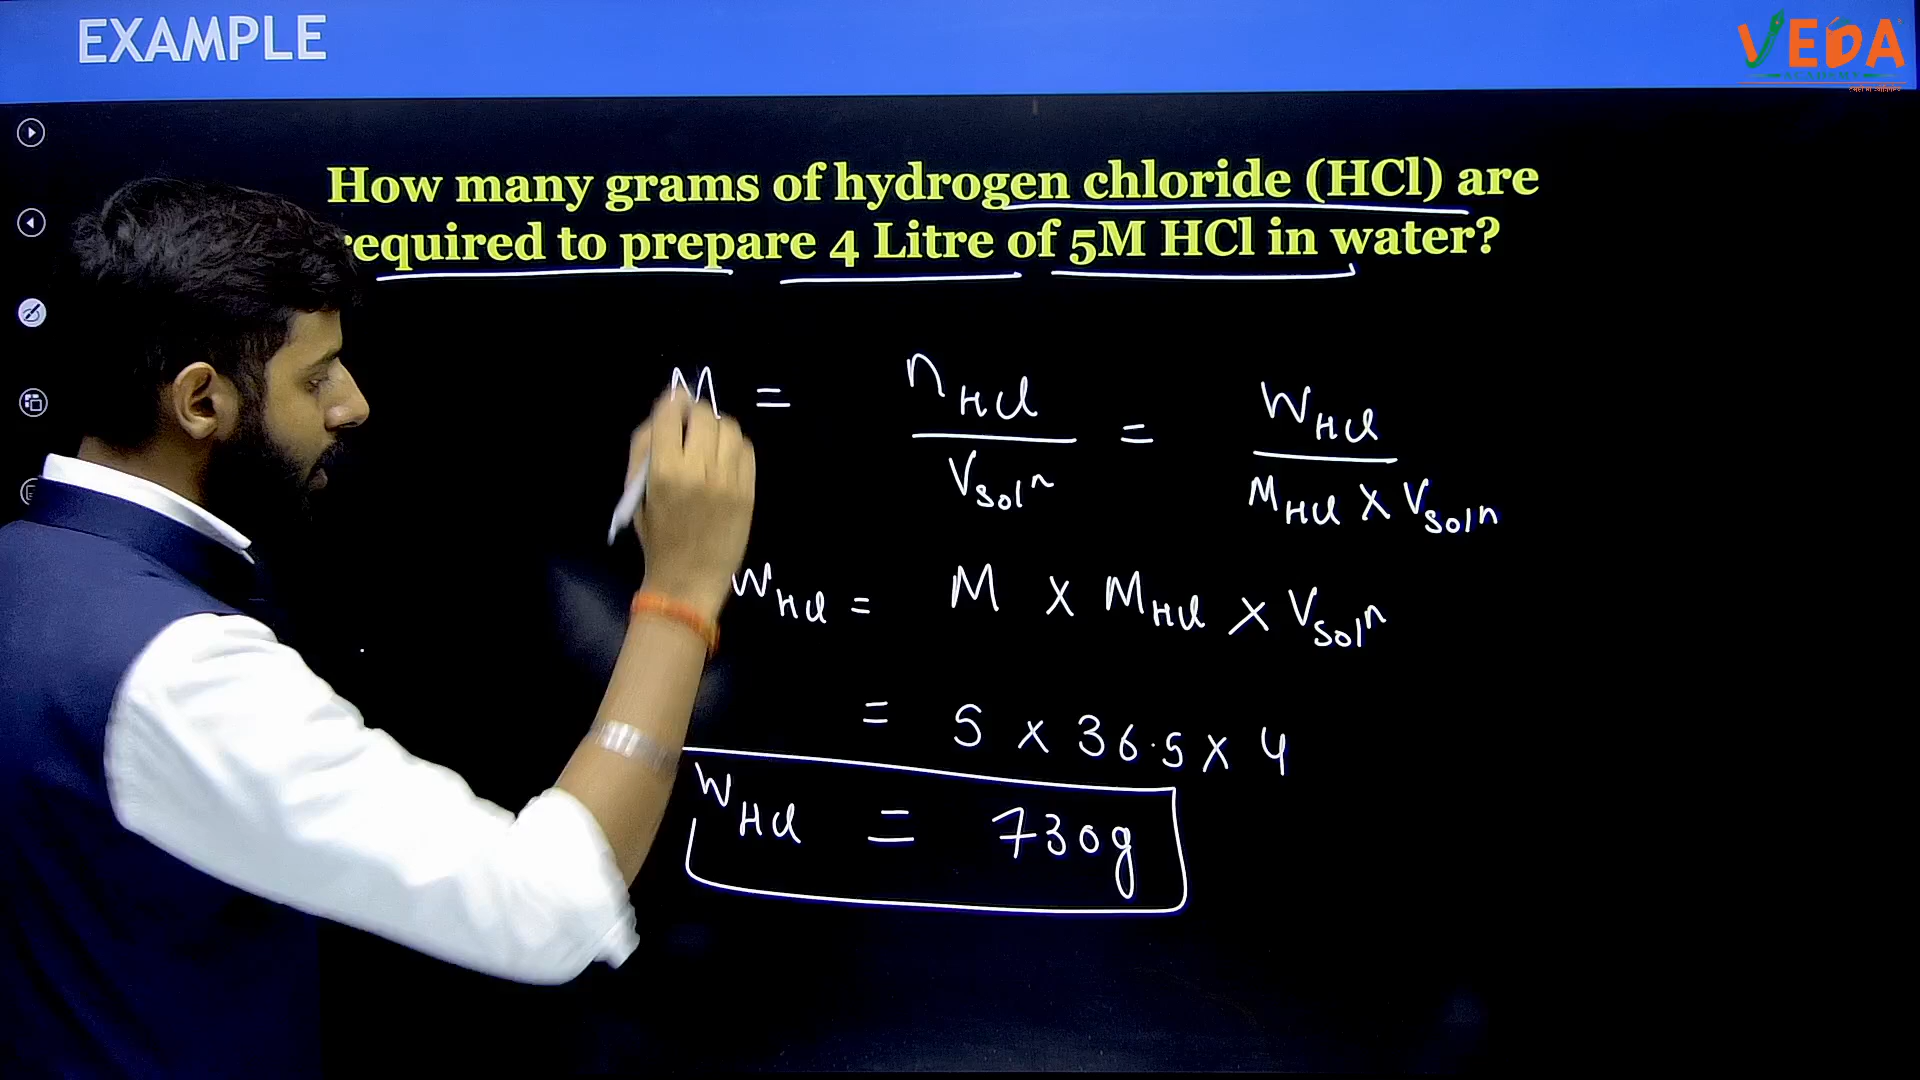 EXAMPLE
VEDA
ACADEMY
How many grams of hydrogen chloride (HCl) are
required to prepare 4 Litre of 5M HCl in water?
M = nHCl / Vsoln = WHCl / MHCl × Vsoln
WHCl = M × MHCl × Vsoln
= 5 × 36.5 × 4
WHCl = 730g